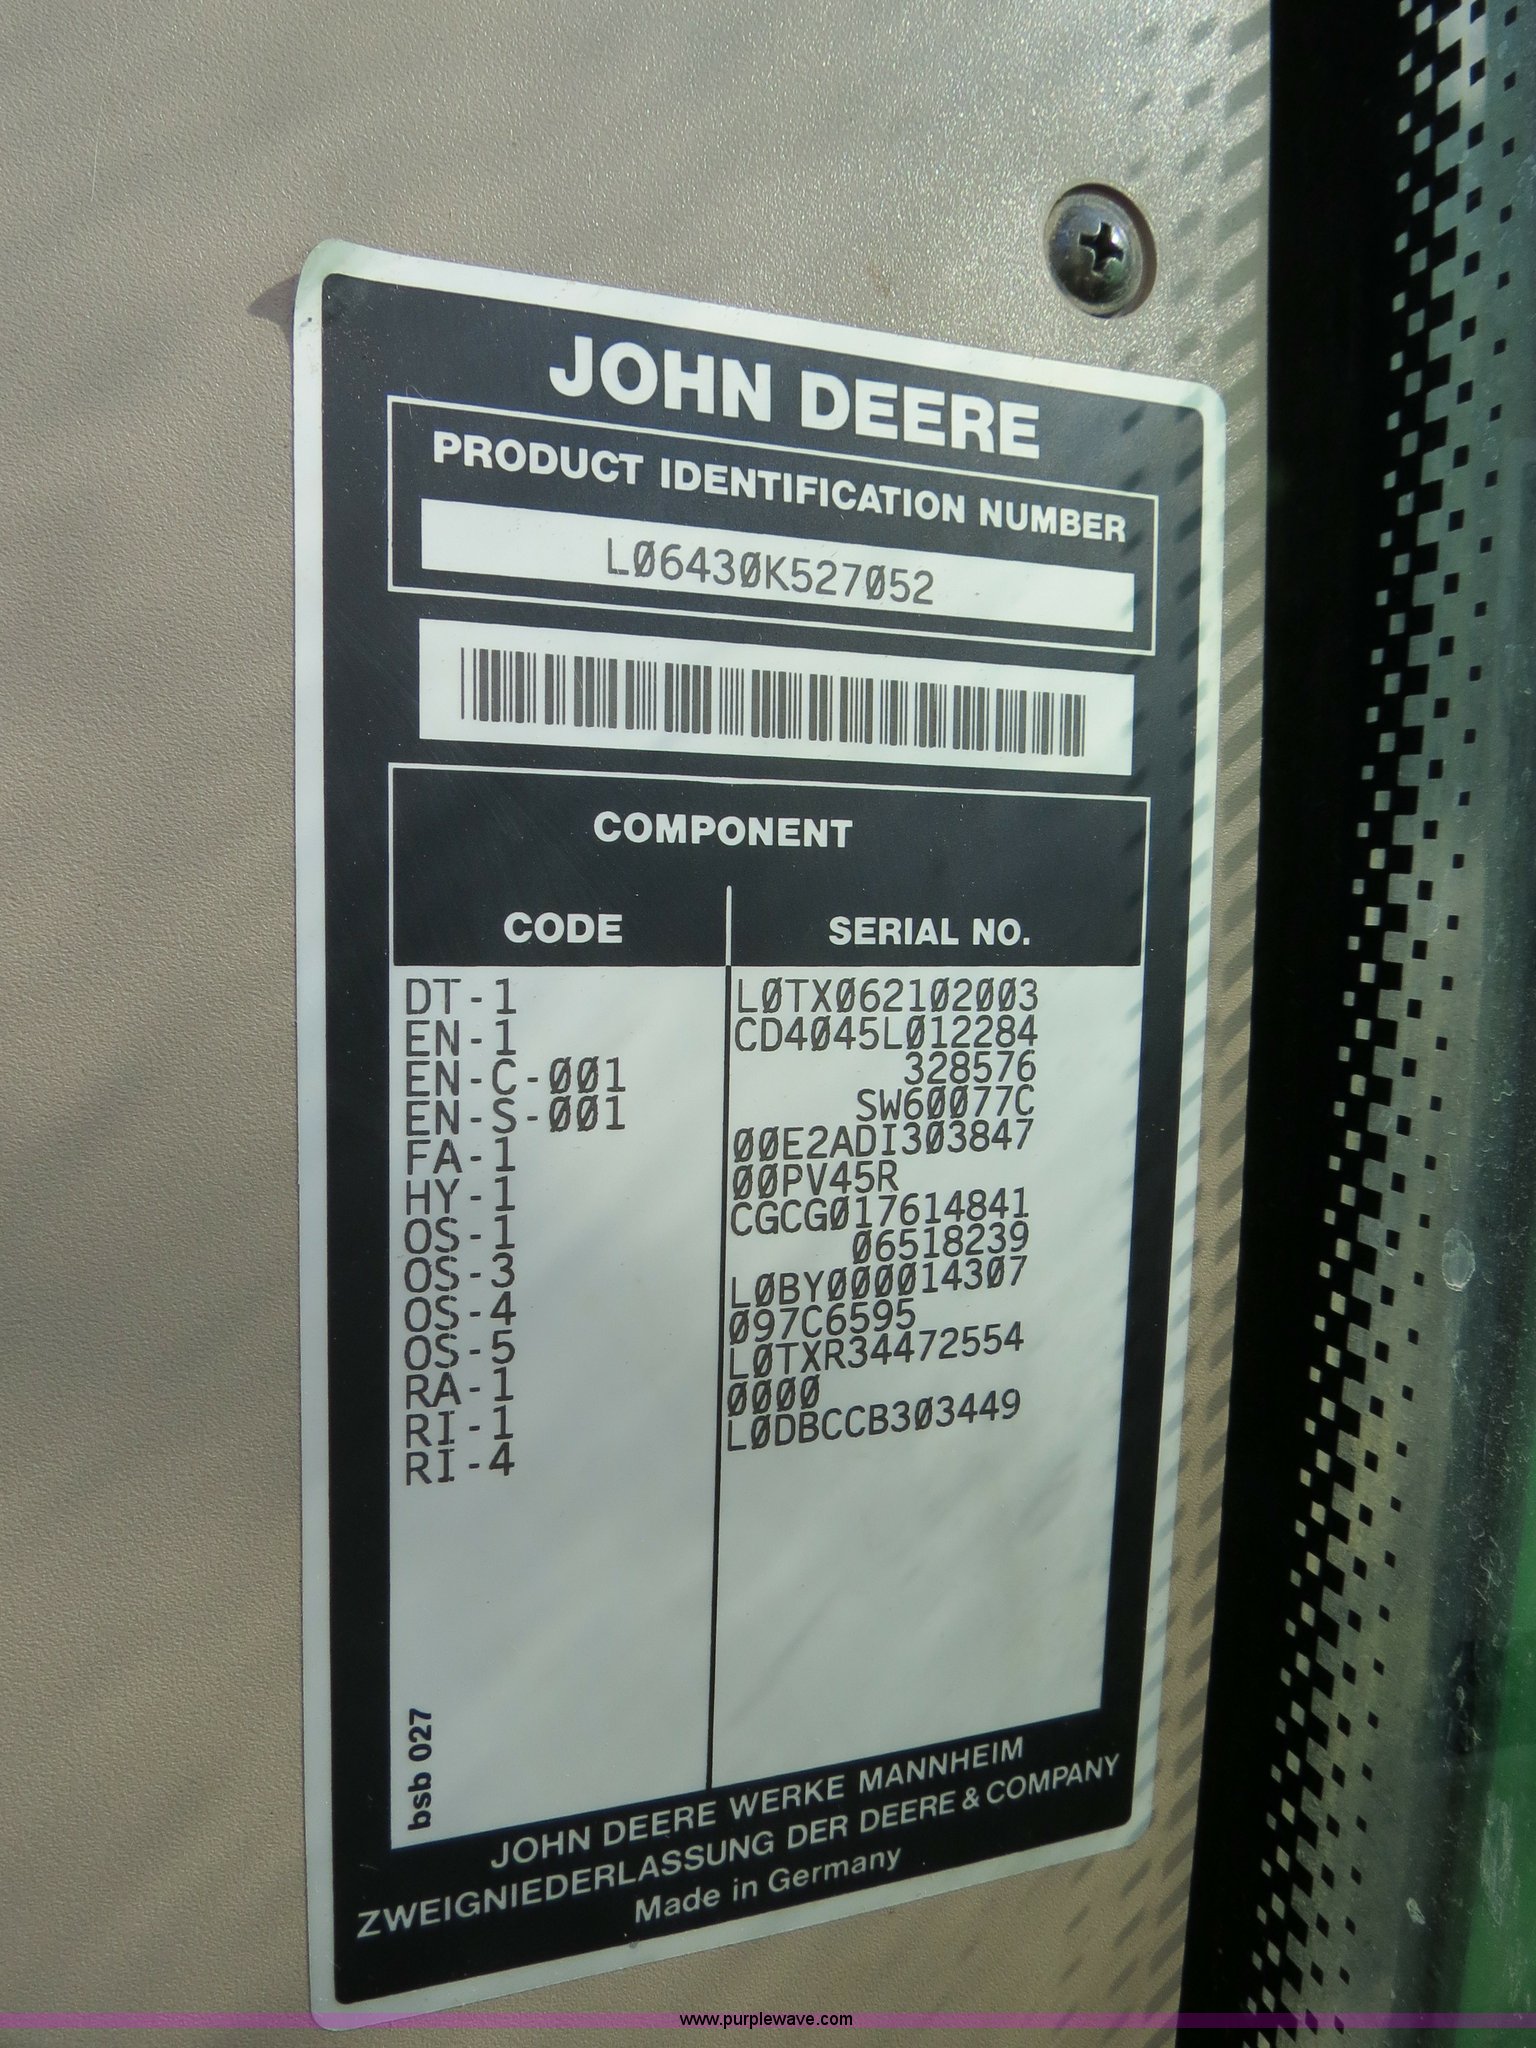 JOHN DEERE
PRODUCT IDENTIFICATION NUMBER
LØ643ØK527Ø52
COMPONENT
CODE SERIAL NO.
DT-1 LØTXØ621Ø2ØØ3
EN-1 CD4Ø45LØ12284
EN-C-ØØ1 328576
EN-S-ØØ1 SW6ØØ77C
FA-1 ØØE2ADI3Ø3847
HY-1 ØØPV45R
OS-1 CGCGØ17614841
OS-3 Ø6518239
OS-4 LØBYØØØØ143Ø7
OS-5 Ø97C6595
RA-1 LØTXR34472554
RI-1 ØØØØ
RI-4 LØDBCCB3Ø3449
bsb 027
JOHN DEERE WERKE MANNHEIM
ZWEIGNIEDERLASSUNG DER DEERE & COMPANY
Made in Germany
www.purplewave.com